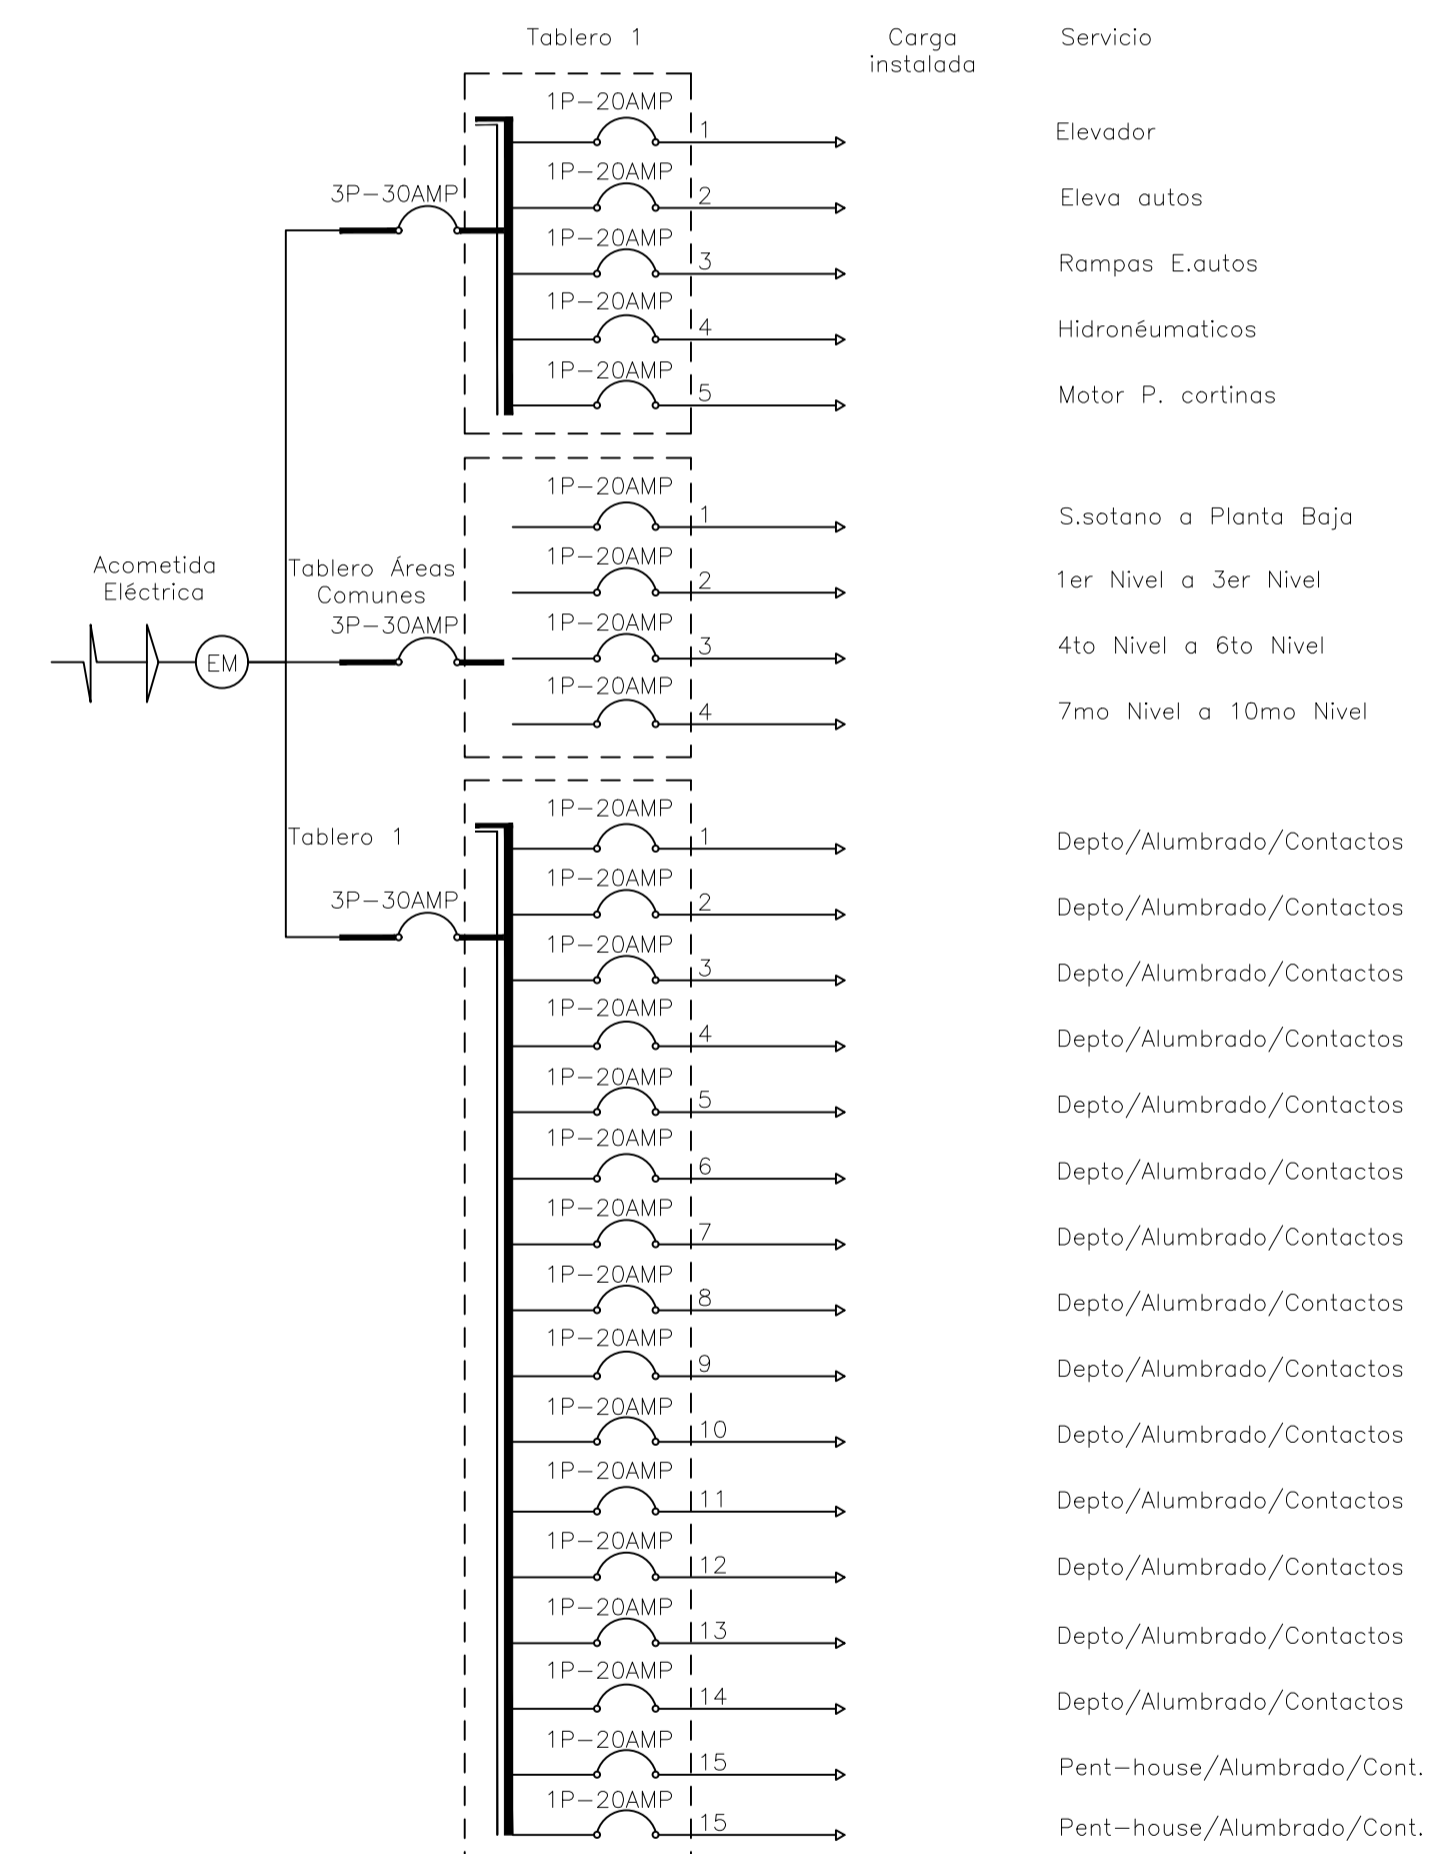 Tablero 1
Carga
instalada
Servicio
1P-20AMP
1
Elevador
1P-20AMP
2
Eleva autos
3P-30AMP
1P-20AMP
3
Rampas E.autos
1P-20AMP
4
Hidronéumaticos
1P-20AMP
5
Motor P. cortinas
1P-20AMP
1
S.sotano a Planta Baja
Acometida
Eléctrica
Tablero Áreas
Comunes
3P-30AMP
EM
1P-20AMP
2
1er Nivel a 3er Nivel
1P-20AMP
3
4to Nivel a 6to Nivel
1P-20AMP
4
7mo Nivel a 10mo Nivel
Tablero 1
3P-30AMP
1P-20AMP
1
Depto/Alumbrado/Contactos
1P-20AMP
2
Depto/Alumbrado/Contactos
1P-20AMP
3
Depto/Alumbrado/Contactos
1P-20AMP
4
Depto/Alumbrado/Contactos
1P-20AMP
5
Depto/Alumbrado/Contactos
1P-20AMP
6
Depto/Alumbrado/Contactos
1P-20AMP
7
Depto/Alumbrado/Contactos
1P-20AMP
8
Depto/Alumbrado/Contactos
1P-20AMP
9
Depto/Alumbrado/Contactos
1P-20AMP
10
Depto/Alumbrado/Contactos
1P-20AMP
11
Depto/Alumbrado/Contactos
1P-20AMP
12
Depto/Alumbrado/Contactos
1P-20AMP
13
Depto/Alumbrado/Contactos
1P-20AMP
14
Depto/Alumbrado/Contactos
1P-20AMP
15
Pent-house/Alumbrado/Cont.
1P-20AMP
15
Pent-house/Alumbrado/Cont.